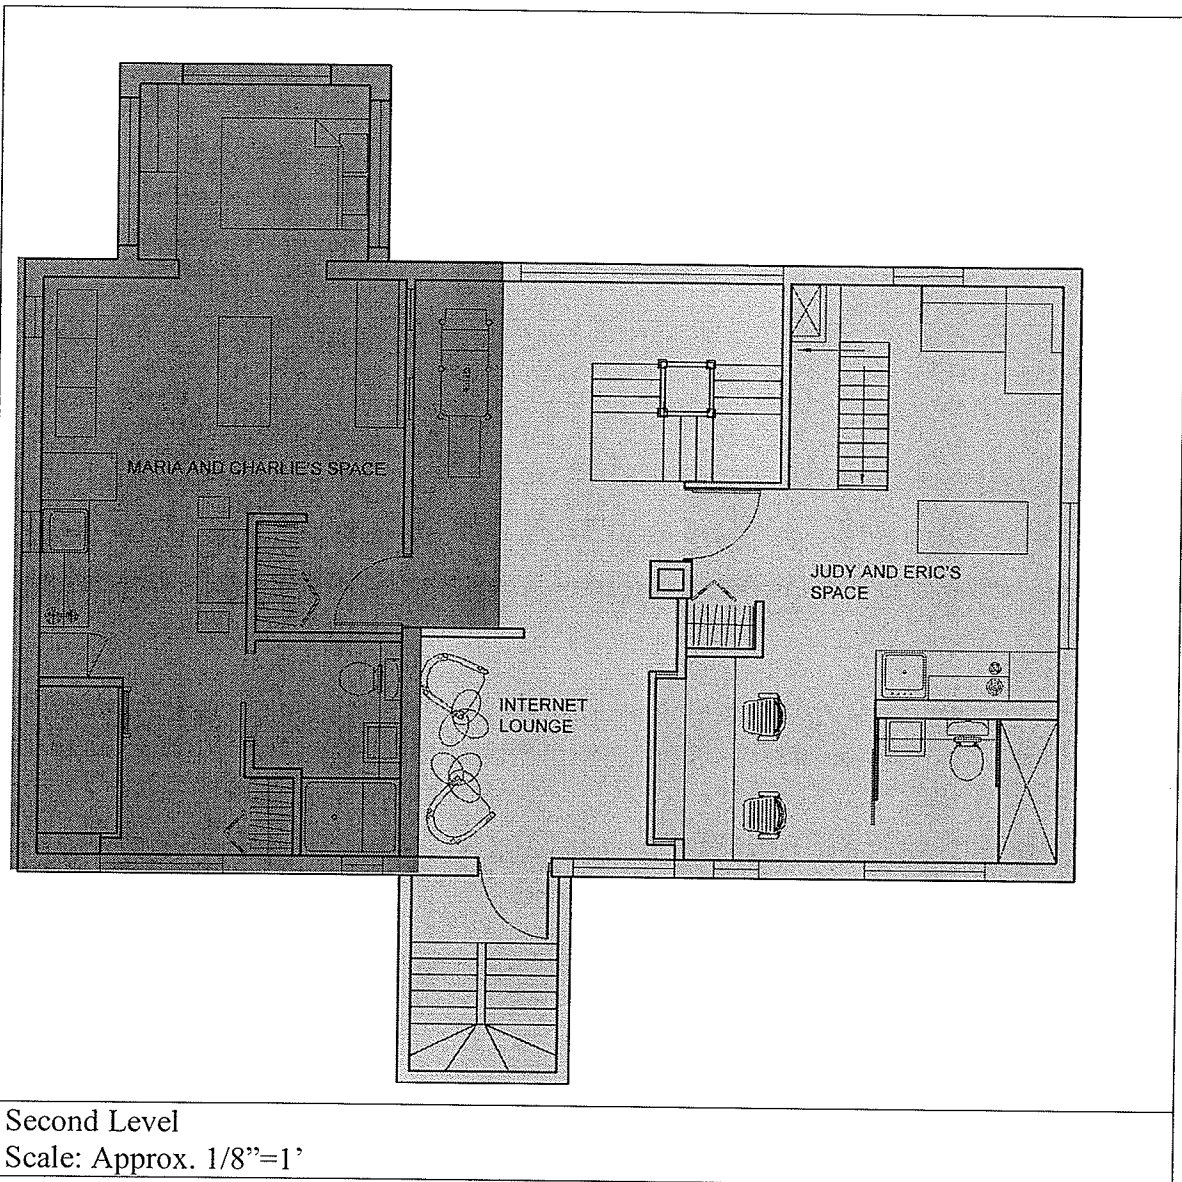 MARIA AND CHARLIE'S SPACE
JUDY AND ERIC'S
SPACE
INTERNET
LOUNGE
Second Level
Scale: Approx. 1/8”=1’